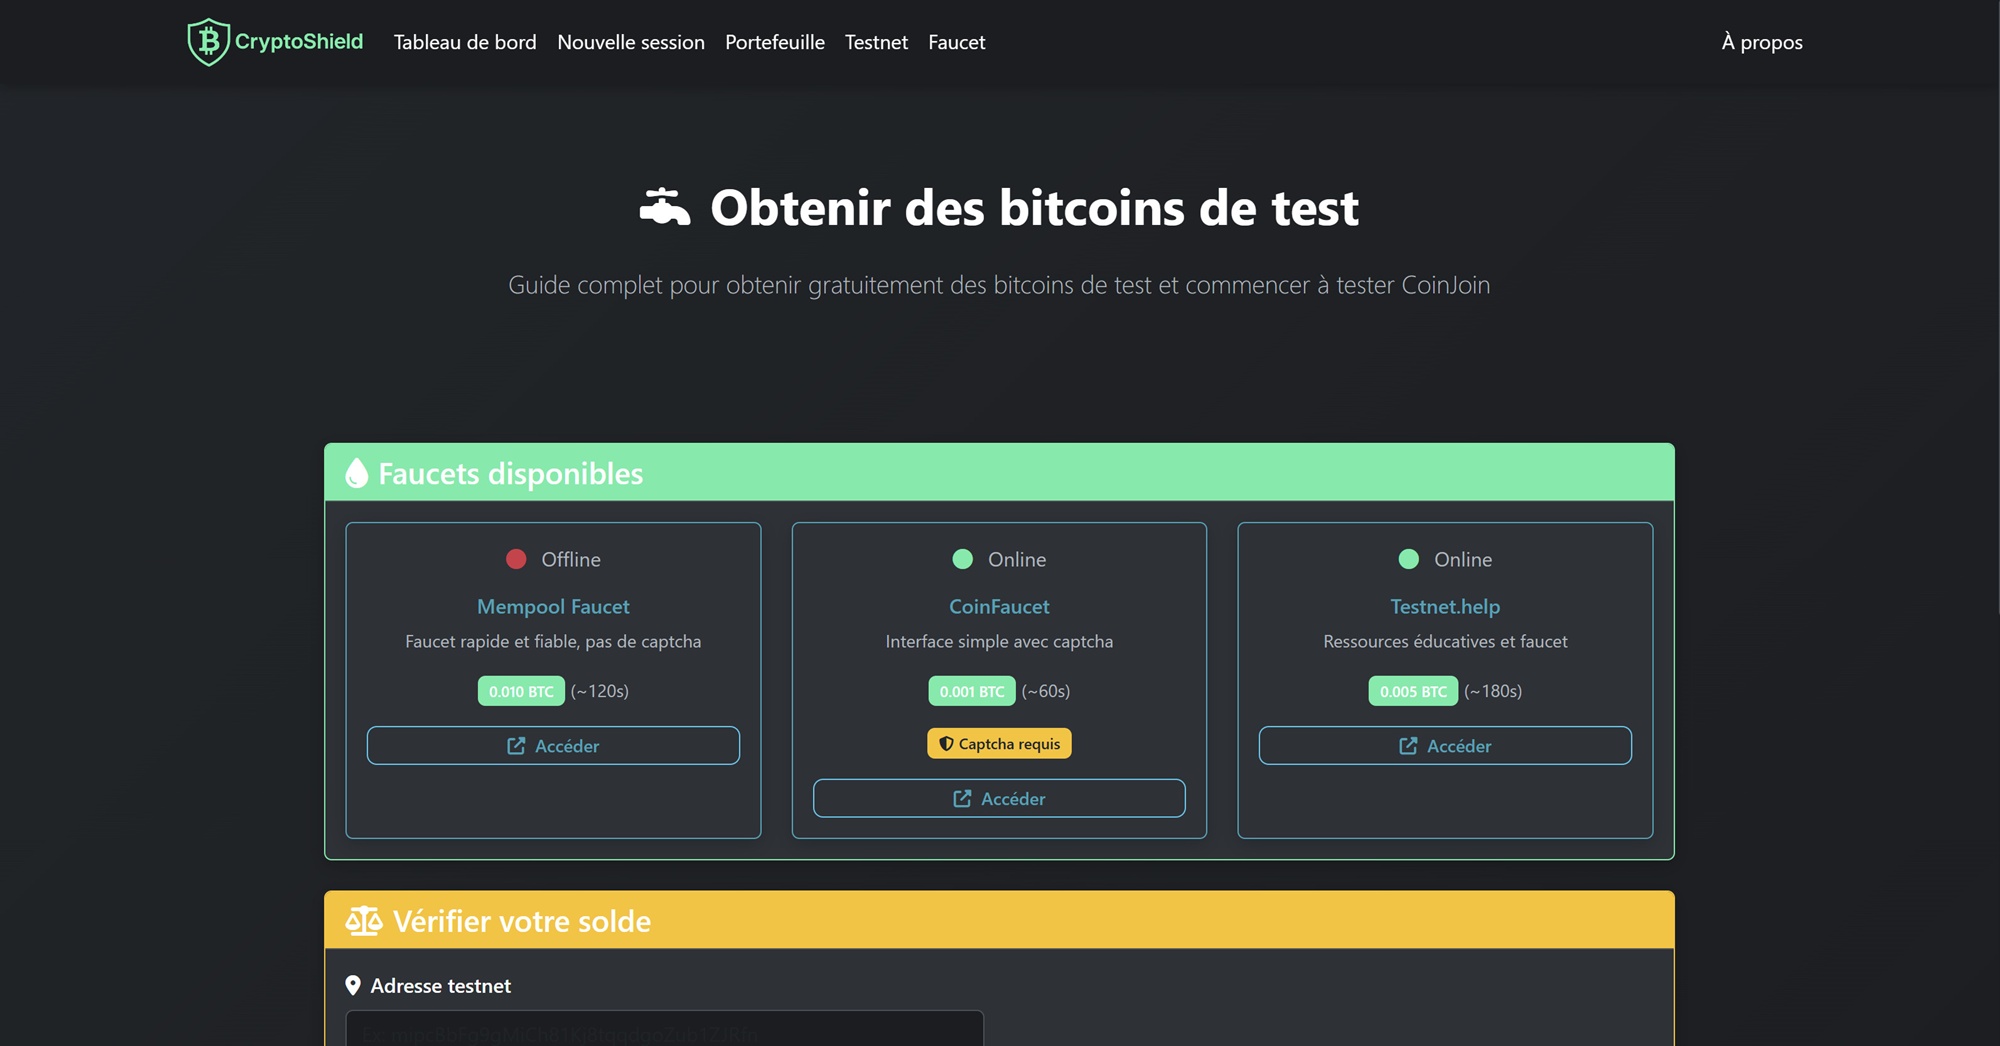 CryptoShield Tableau de bord Nouvelle session Portefeuille Testnet Faucet À propos
Obtenir des bitcoins de test
Guide complet pour obtenir gratuitement des bitcoins de test et commencer à tester CoinJoin
Faucets disponibles
Offline
Mempool Faucet
Faucet rapide et fiable, pas de captcha
0.010 BTC (~120s)
Accéder
Online
CoinFaucet
Interface simple avec captcha
0.001 BTC (~60s)
Captcha requis
Accéder
Online
Testnet.help
Ressources éducatives et faucet
0.005 BTC (~180s)
Accéder
Vérifier votre solde
Adresse testnet